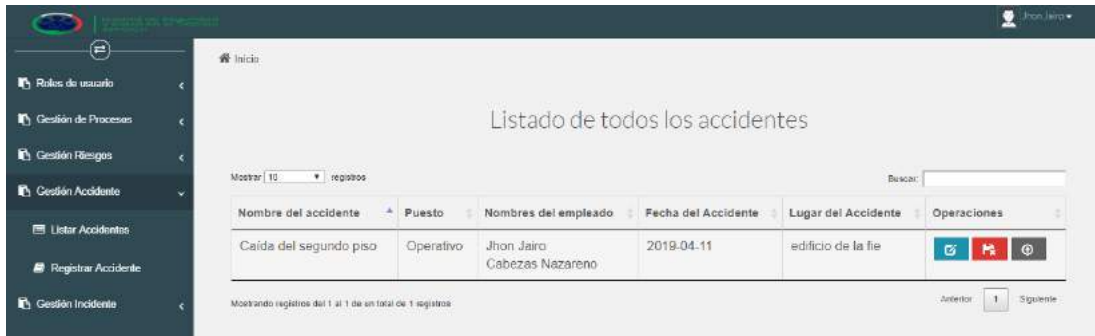 Jhon Jairo
Inicio
Roles de usuario
Gestión de Procesos
Gestión Riesgos
Gestión Accidente
Listar Accidentes
Registrar Accidente
Gestión Incidente
Listado de todos los accidentes
Mostrar 10 registros
Buscar:
Nombre del accidente Puesto Nombres del empleado Fecha del Accidente Lugar del Accidente Operaciones
Caída del segundo piso Operativo Jhon Jairo 2019-04-11 edificio de la fie
Cabezas Nazareno
Mostrando registros del 1 al 1 de un total de 1 registros
Anterior 1 Siguiente